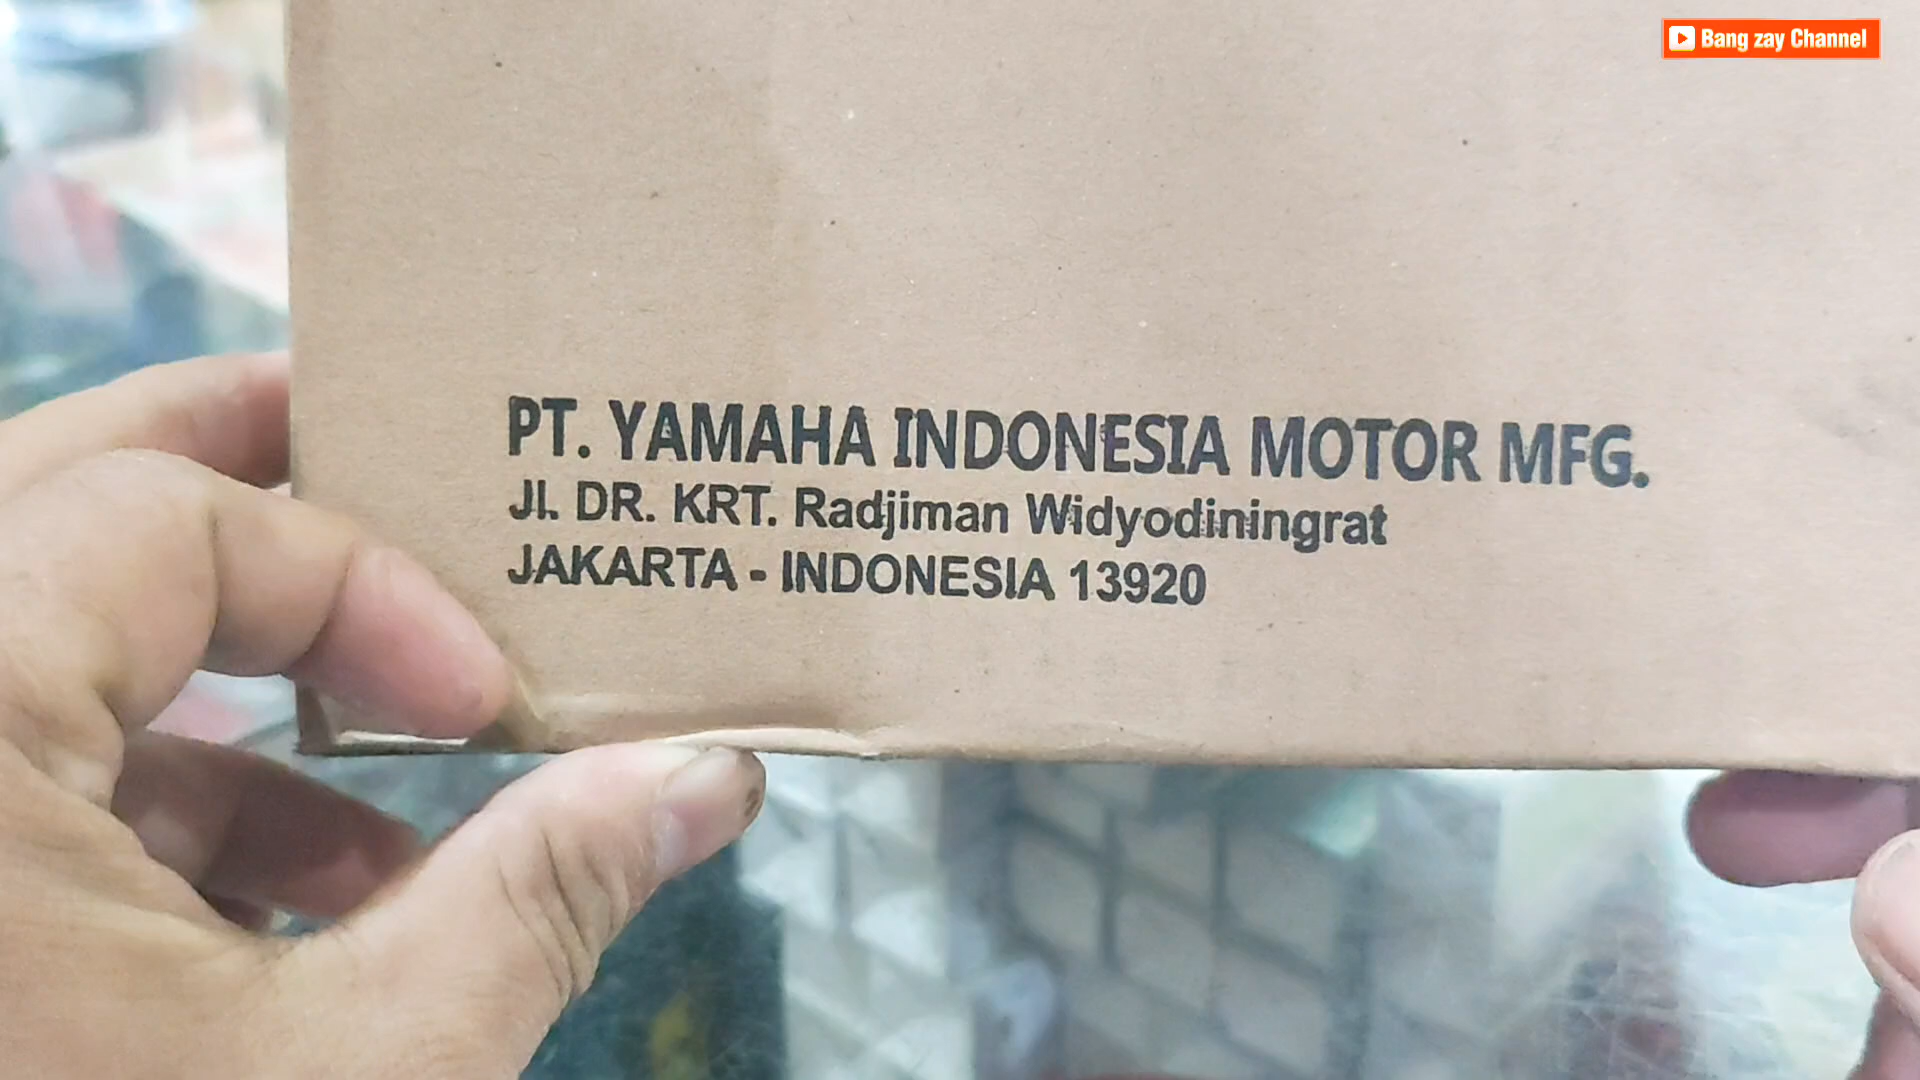 Bang zay Channel
PT. YAMAHA INDONESIA MOTOR MFG.
Jl. DR. KRT. Radjiman Widyodiningrat
JAKARTA - INDONESIA 13920